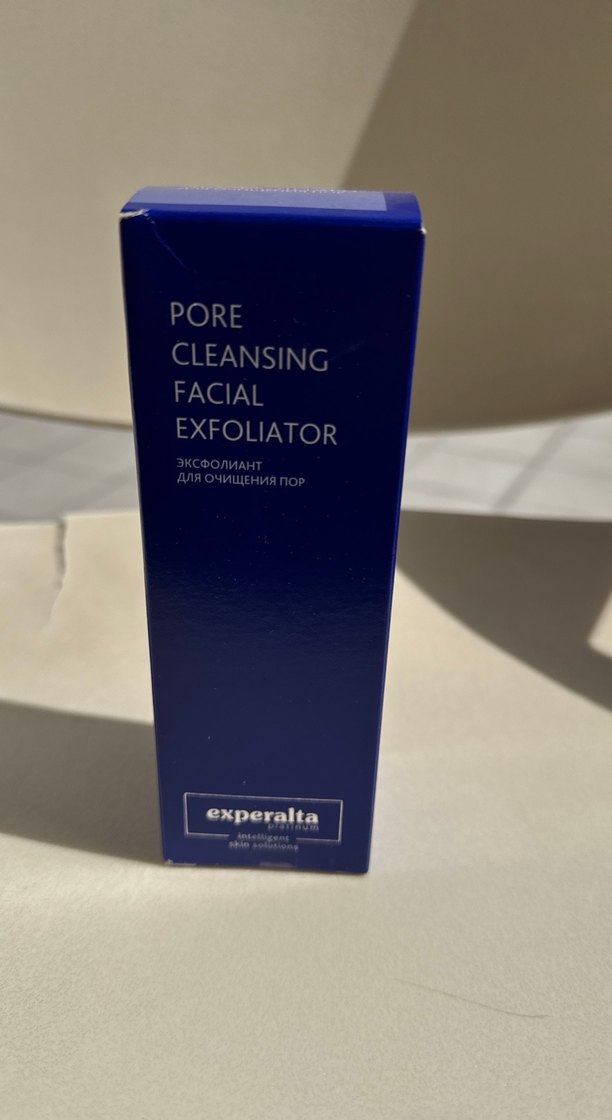 PORE
CLEANSING
FACIAL
EXFOLIATOR
ЭКСФОЛИАНТ
ДЛЯ ОЧИЩЕНИЯ ПОР
experalta
platinum
intelligent
skin solutions